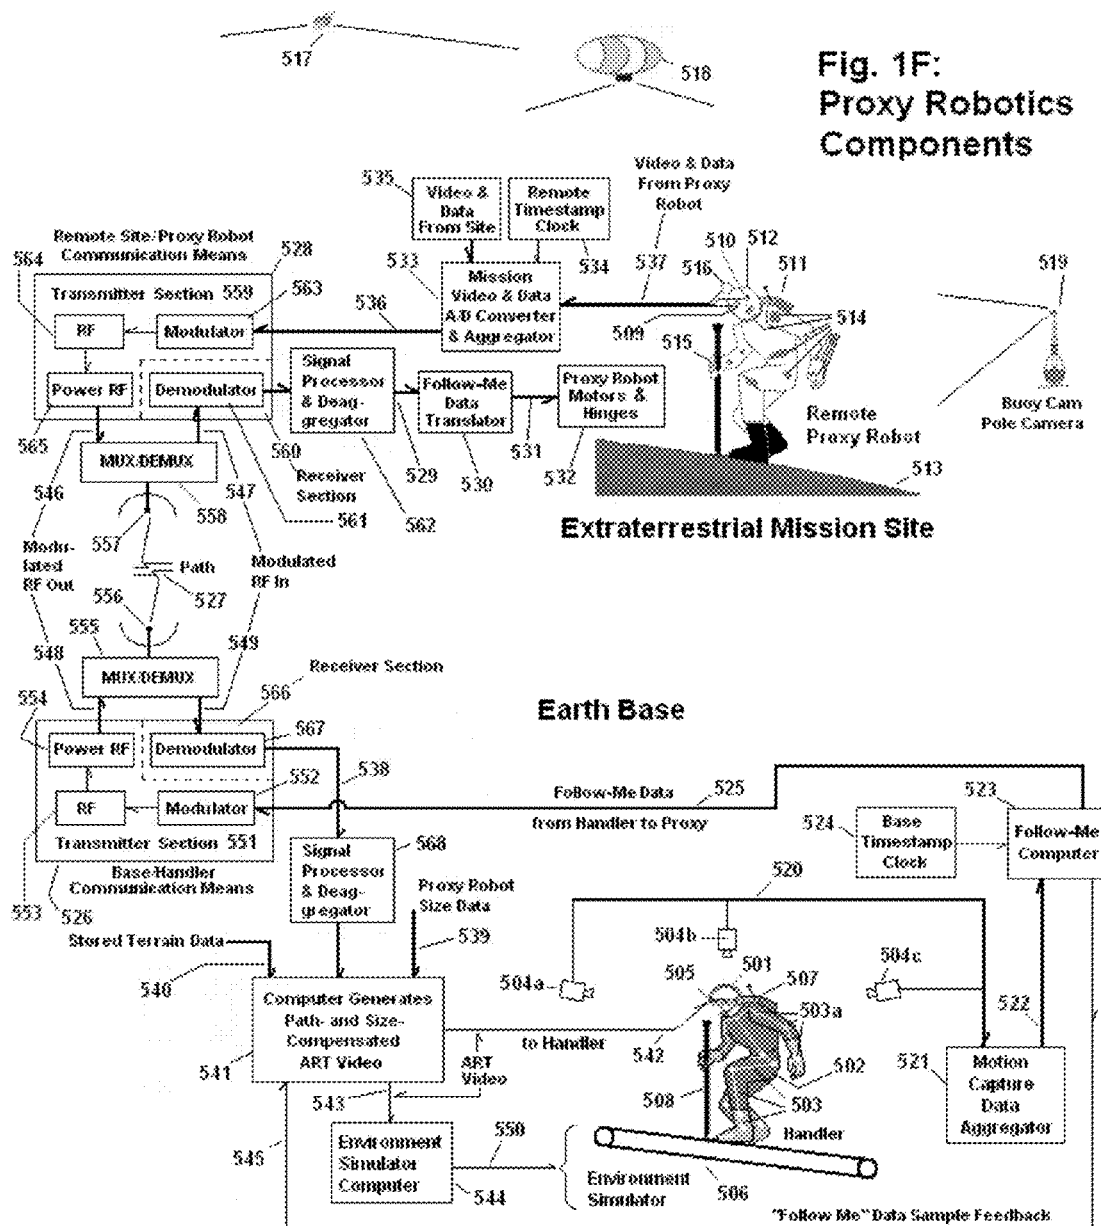 517
518
Fig. 1F:
Proxy Robotics
Components
535
Video &
Data
From Site
Remote
Timestamp
Clock
534
Video & Data
From Proxy
Robot
537
510
512
516
511
509
514
515
519
Buoy Cam
Pole Camera
Remote Site/Proxy Robot
Communication Means
564
528
533
Transmitter Section 559
563
RF
Modulator
536
Mission
Video & Data
A/D Converter
& Aggregator
Power RF
Demodulator
Signal
Processor
& Deag-
gregator
Follow-Me
Data
Translator
Proxy Robot
Motors &
Hinges
Remote
Proxy Robot
565
560
529
531
530
532
513
546
MUX/DEMUX
547
Receiver
Section
561
562
558
557
Extraterrestrial Mission Site
Modu-
lated
RF Out
Path
Modulated
RF In
527
556
555
548
549
MUX/DEMUX
Receiver Section
554
566
Earth Base
567
Power RF
Demodulator
552
538
RF
Modulator
Follow-Me Data
525
from Handler to Proxy
523
524
Base
Timestamp
Clock
Follow-Me
Computer
Transmitter Section 551
Base/Handler
Communication Means
568
Signal
Processor
& Deag-
gregator
553
526
Proxy Robot
Size Data
539
520
504b
504a
504c
Stored Terrain Data
540
505
501
507
503a
522
Computer Generates
Path- and Size-
Compensated
ART Video
541
to Handler
542
ART
Video
543
508
502
503
521
Motion
Capture
Data
Aggregator
Handler
545
Environment
Simulator
Computer
550
544
Environment
Simulator
506
"Follow Me" Data Sample Feedback